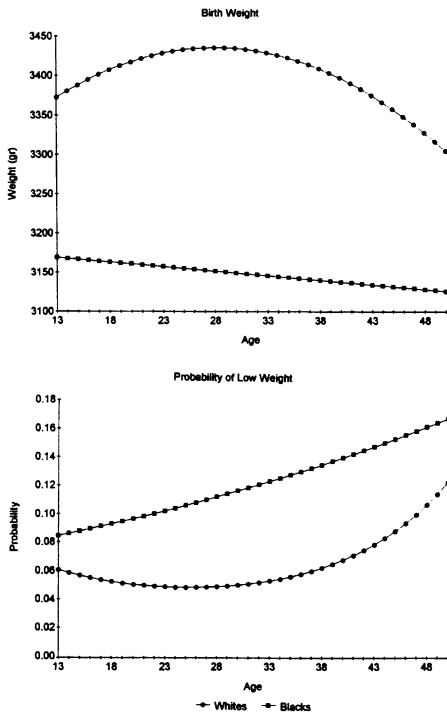 Birth Weight
3450
3400
3350
3300
3250
3200
3150
3100
Weight (gr)
13 18 23 28 33 38 43 48
Age
Probability of Low Weight
0.18
0.16
0.14
0.12
0.10
0.08
0.06
0.04
0.02
0.00
Probability
13 18 23 28 33 38 43 48
Age
Whites Blacks